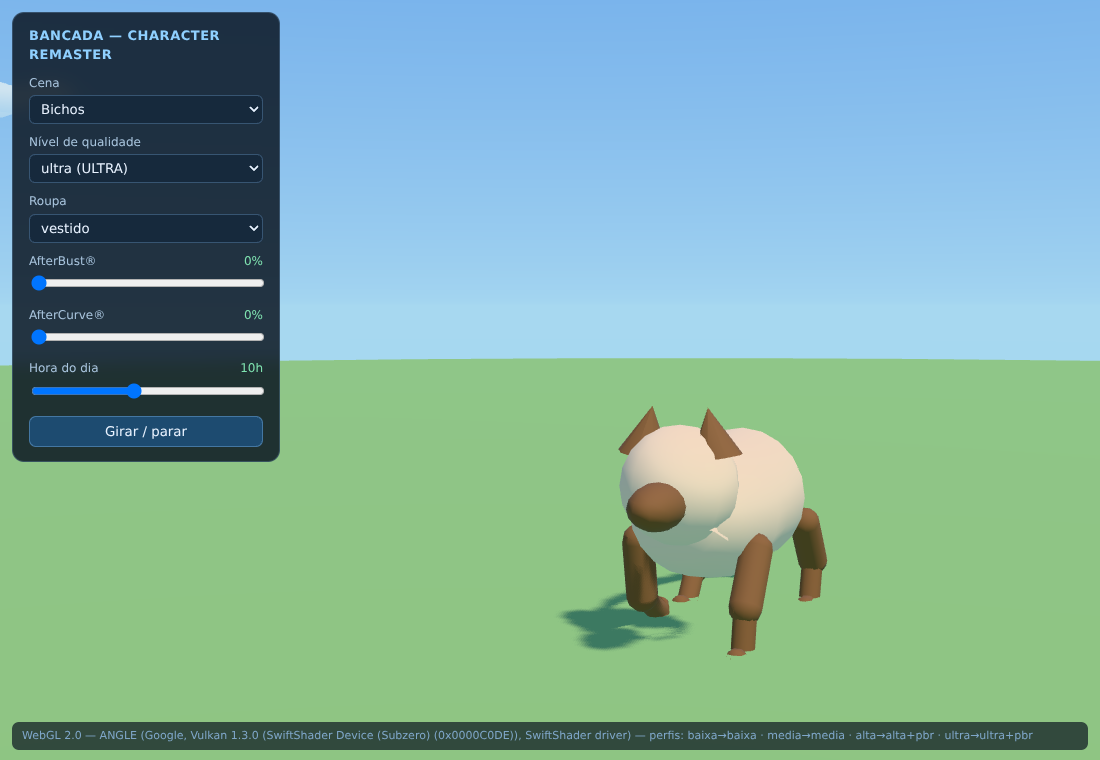 BANCADA — CHARACTER
REMASTER
Cena
Bichos
Nível de qualidade
ultra (ULTRA)
Roupa
vestido
AfterBust® 0%
AfterCurve® 0%
Hora do dia 10h
Girar / parar
WebGL 2.0 — ANGLE (Google, Vulkan 1.3.0 (SwiftShader Device (Subzero) (0x0000C0DE)), SwiftShader driver) — perfis: baixa→baixa · media→media · alta→alta+pbr · ultra→ultra+pbr